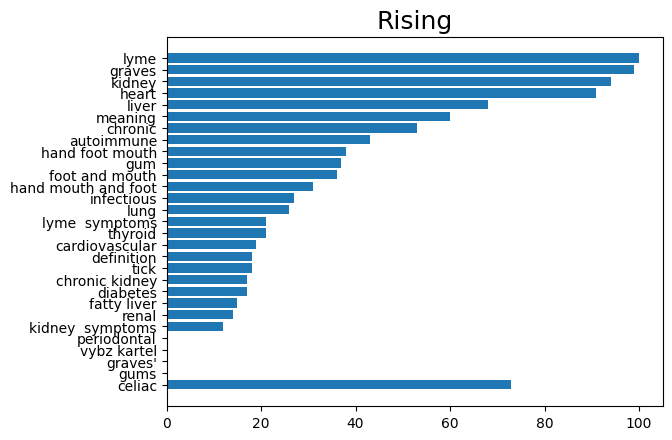 Rising
lyme
graves
kidney
heart
liver
meaning
chronic
autoimmune
hand foot mouth
gum
foot and mouth
hand mouth and foot
infectious
lung
lyme  symptoms
thyroid
cardiovascular
definition
tick
chronic kidney
diabetes
fatty liver
renal
kidney  symptoms
periodontal
vybz kartel
graves'
gums
celiac
0 20 40 60 80 100